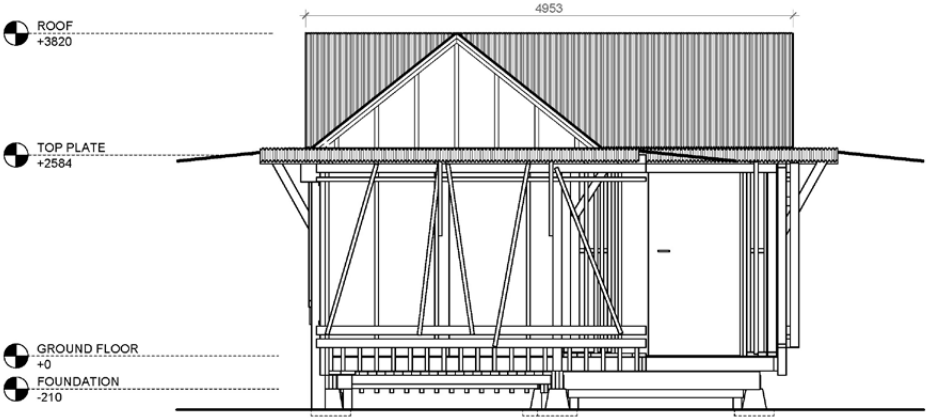 4953
ROOF
+3820
TOP PLATE
+2584
GROUND FLOOR
+0
FOUNDATION
-210